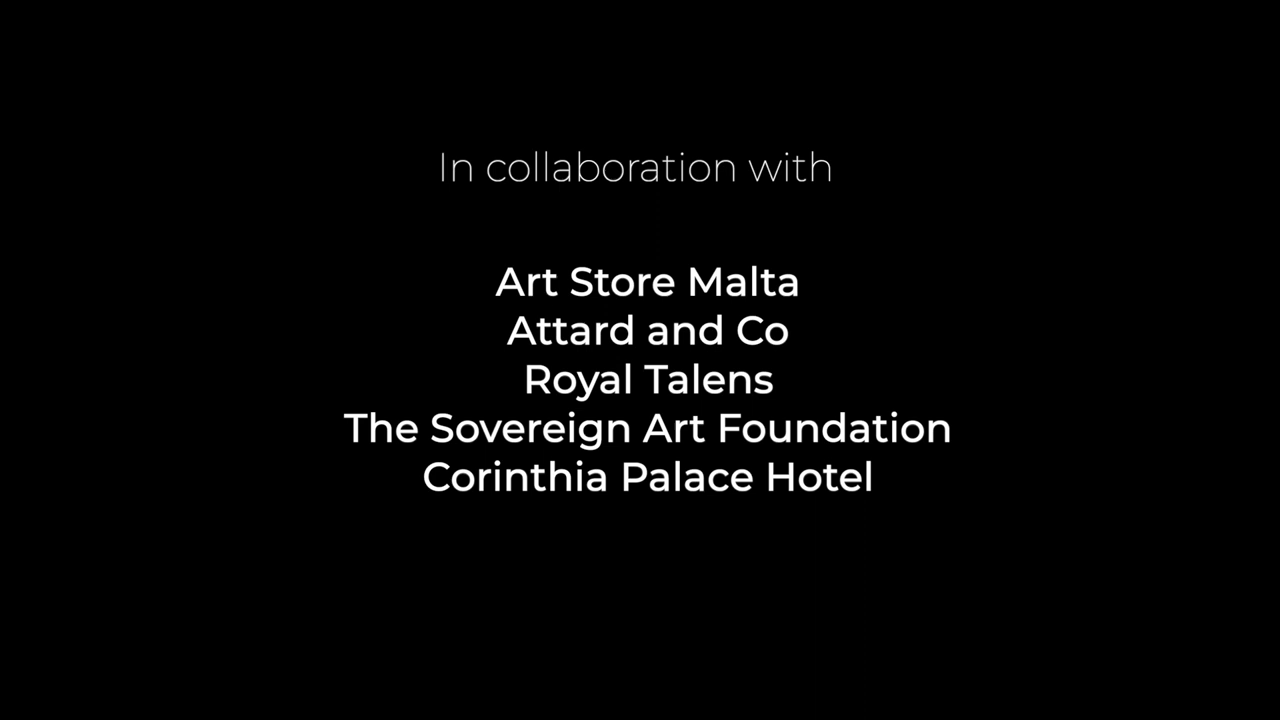 In collaboration with
Art Store Malta
Attard and Co
Royal Talens
The Sovereign Art Foundation
Corinthia Palace Hotel